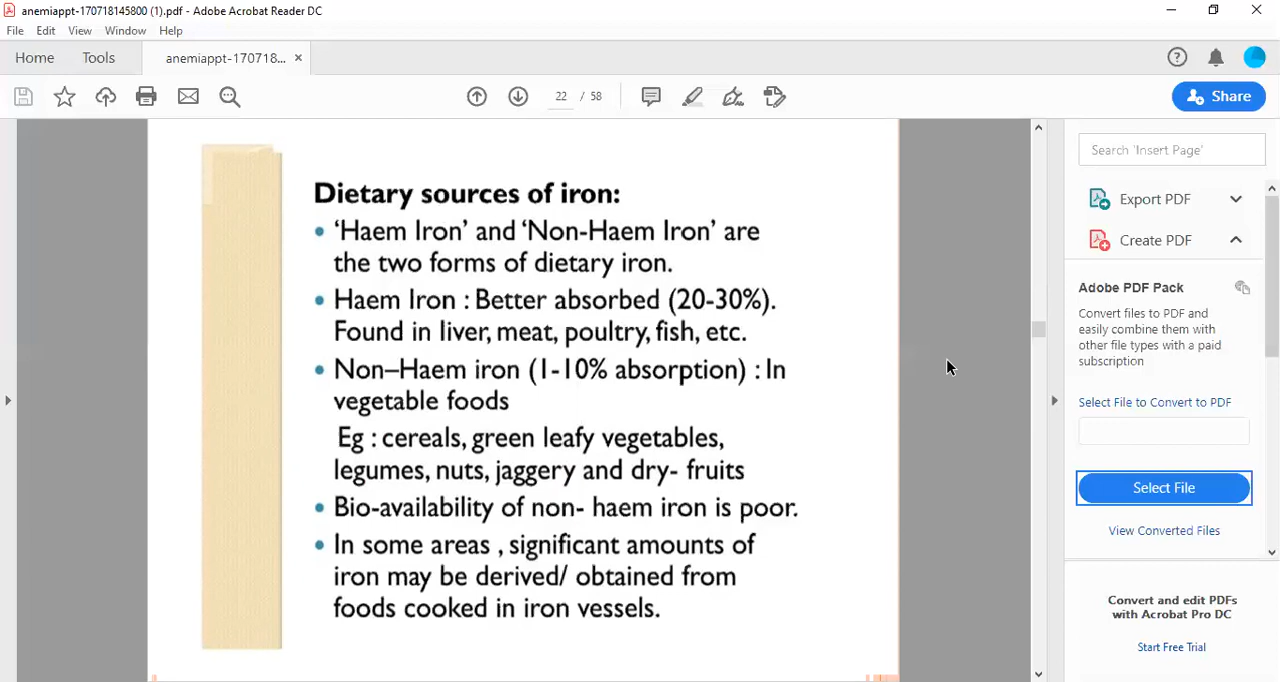 anemiappt-170718145800 (1).pdf - Adobe Acrobat Reader DC
File Edit View Window Help
Home Tools anemiappt-170718... ×
22 / 58
Share
Dietary sources of iron:
• ‘Haem Iron’ and ‘Non-Haem Iron’ are
the two forms of dietary iron.
• Haem Iron : Better absorbed (20-30%).
Found in liver, meat, poultry, fish, etc.
• Non–Haem iron (1-10% absorption) : In
vegetable foods
Eg : cereals, green leafy vegetables,
legumes, nuts, jaggery and dry- fruits
• Bio-availability of non- haem iron is poor.
• In some areas , significant amounts of
iron may be derived/ obtained from
foods cooked in iron vessels.
Search 'Insert Page'
Export PDF
Create PDF
Adobe PDF Pack
Convert files to PDF and
easily combine them with
other file types with a paid
subscription
Select File to Convert to PDF
Select File
View Converted Files
Convert and edit PDFs
with Acrobat Pro DC
Start Free Trial